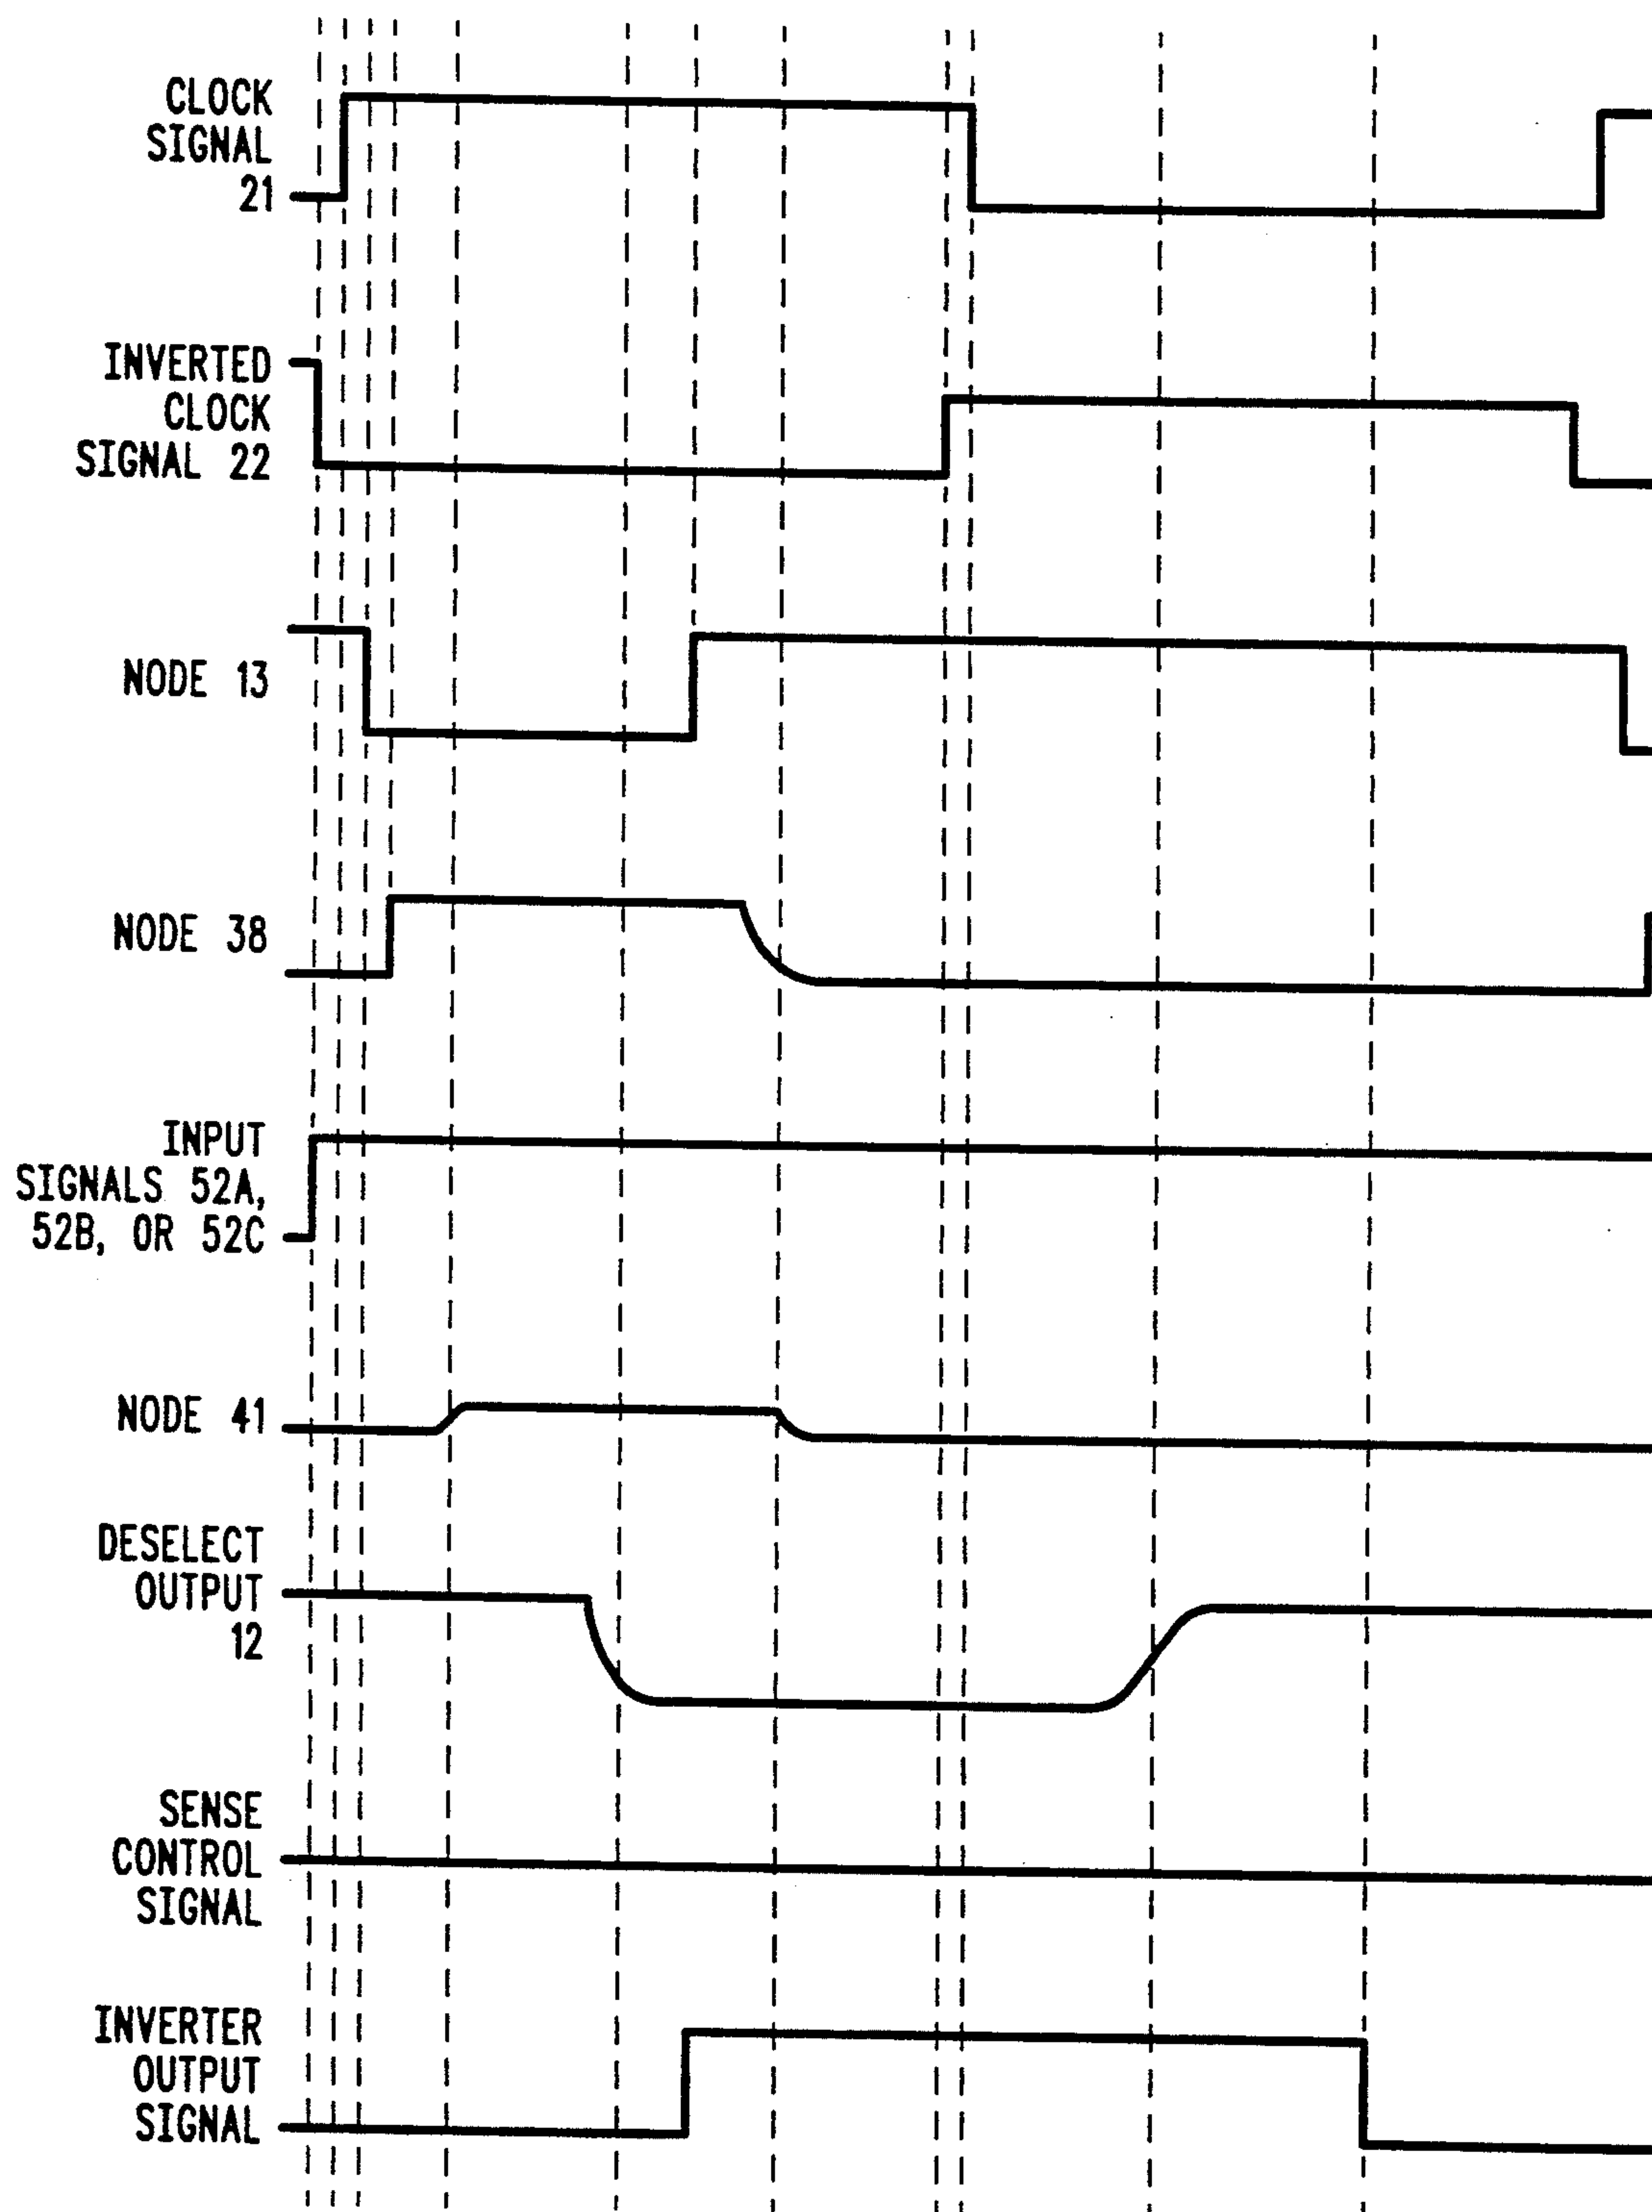 CLOCK
SIGNAL
21
INVERTED
CLOCK
SIGNAL 22
NODE 13
NODE 38
INPUT
SIGNALS 52A,
52B, OR 52C
NODE 41
DESELECT
OUTPUT
12
SENSE
CONTROL
SIGNAL
INVERTER
OUTPUT
SIGNAL